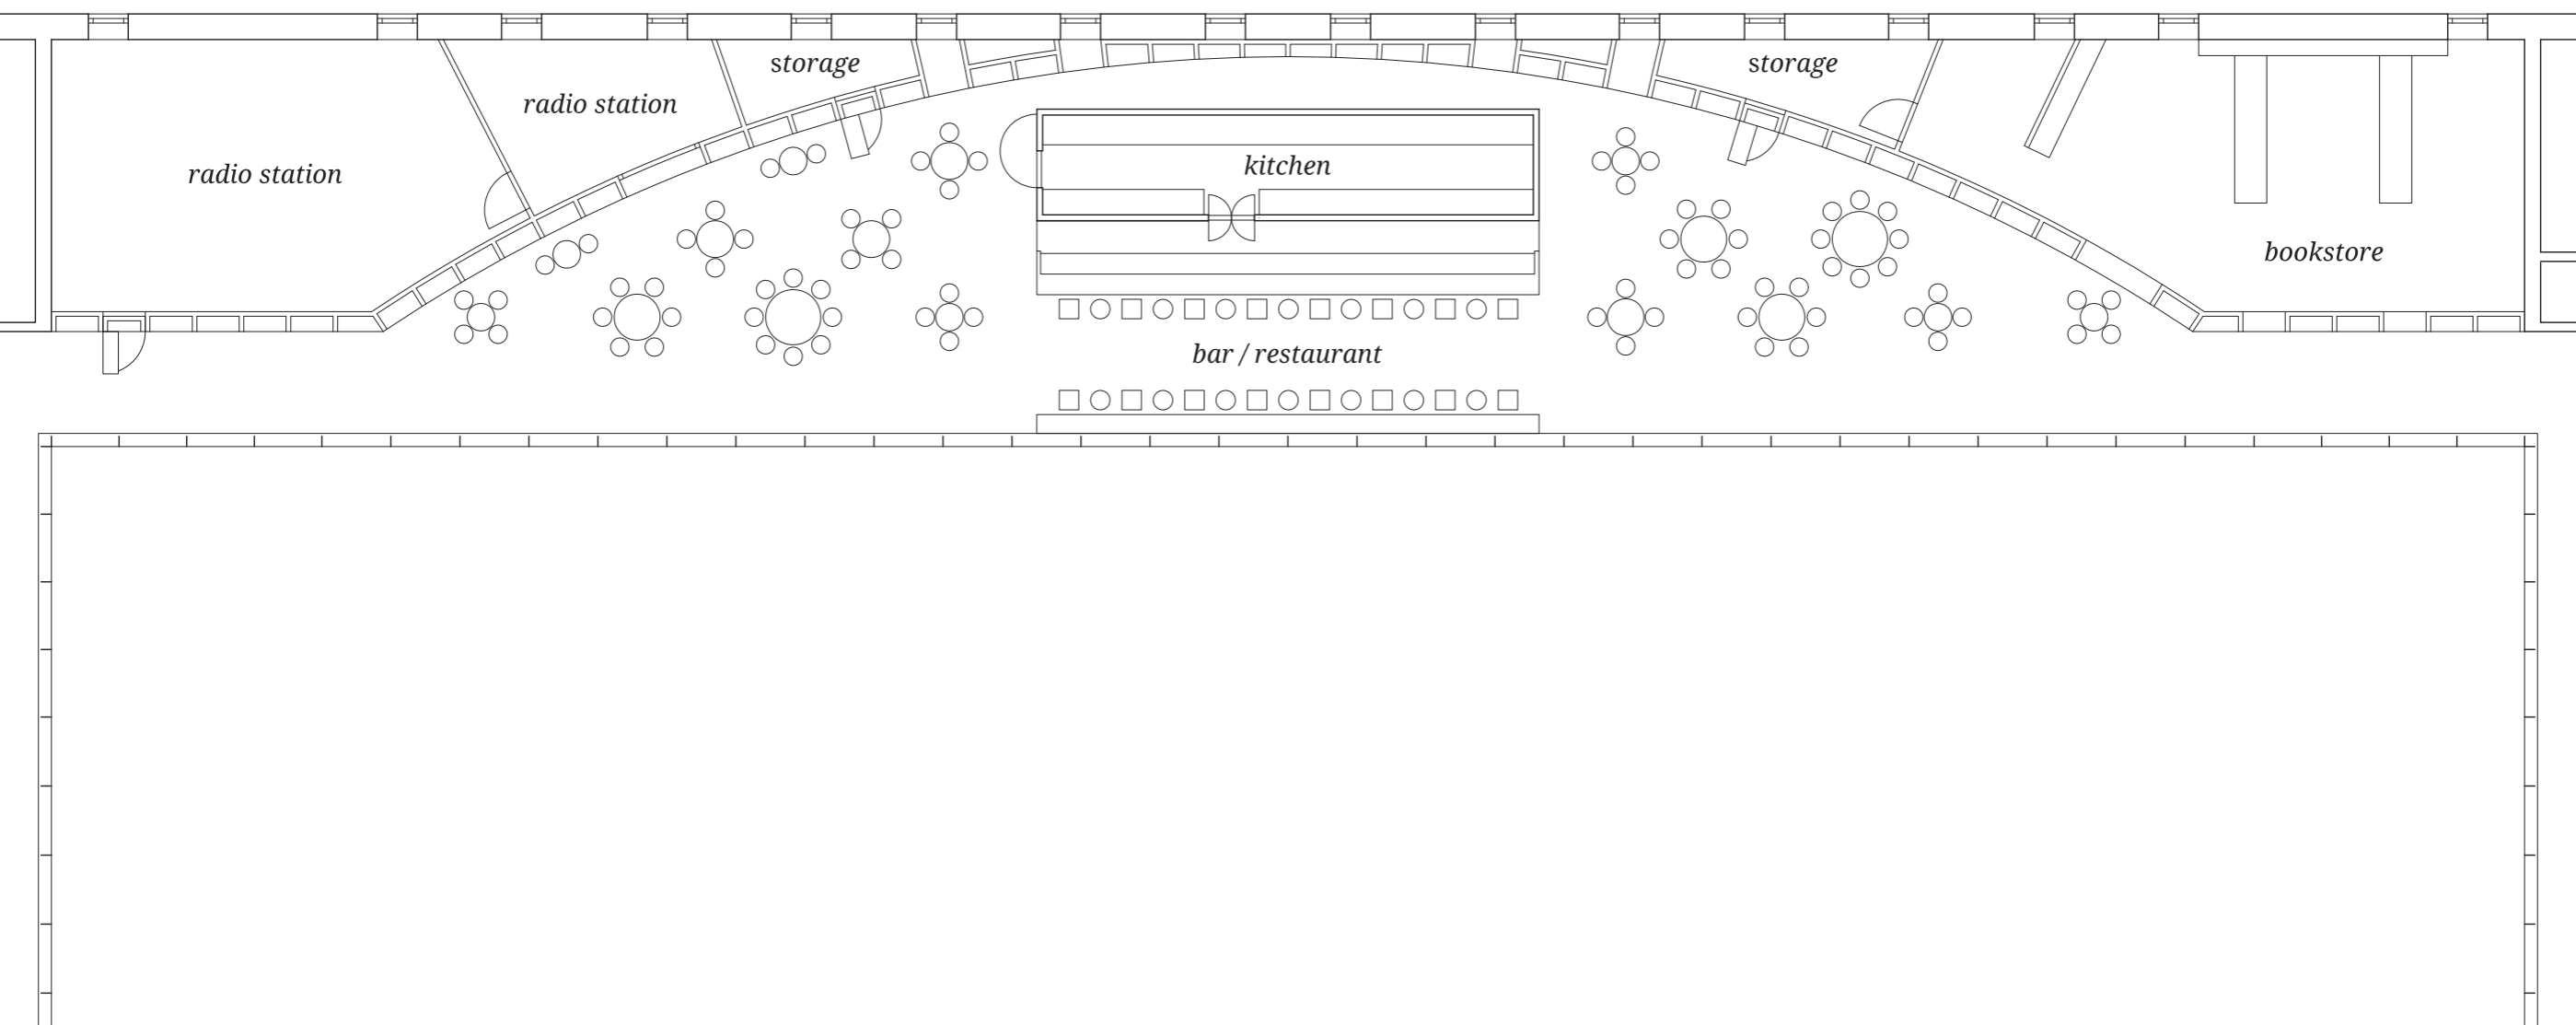 storage
storage
radio station
kitchen
radio station
bookstore
bar / restaurant